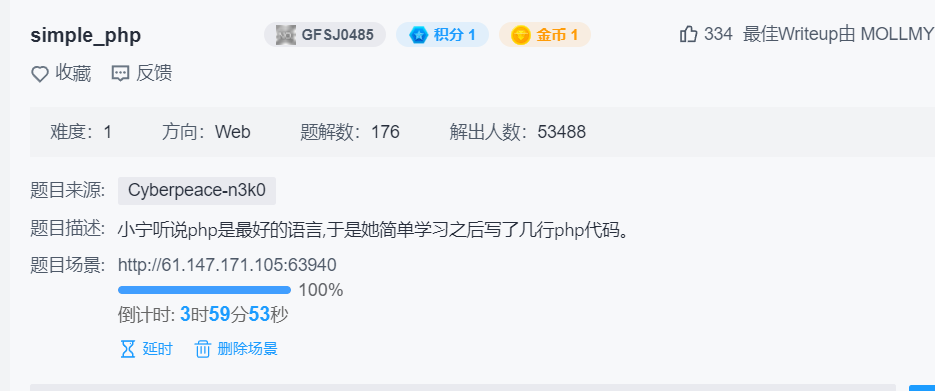 simple_php GFSJ0485 积分 1 金币 1 334 最佳Writeup由 MOLLMY
收藏 反馈
难度：1 方向：Web 题解数：176 解出人数：53488
题目来源: Cyberpeace-n3k0
题目描述: 小宁听说php是最好的语言,于是她简单学习之后写了几行php代码。
题目场景: http://61.147.171.105:63940
100%
倒计时: 3时59分53秒
延时 删除场景